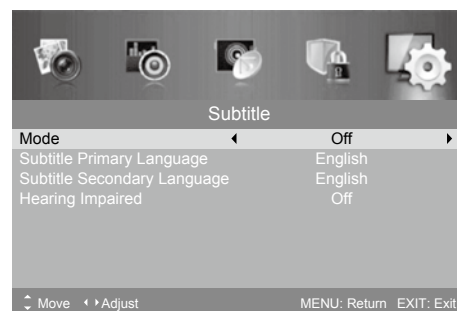 Subtitle
Mode Off
Subtitle Primary Language English
Subtitle Secondary Language English
Hearing Impaired Off
Move Adjust MENU: Return EXIT: Exit